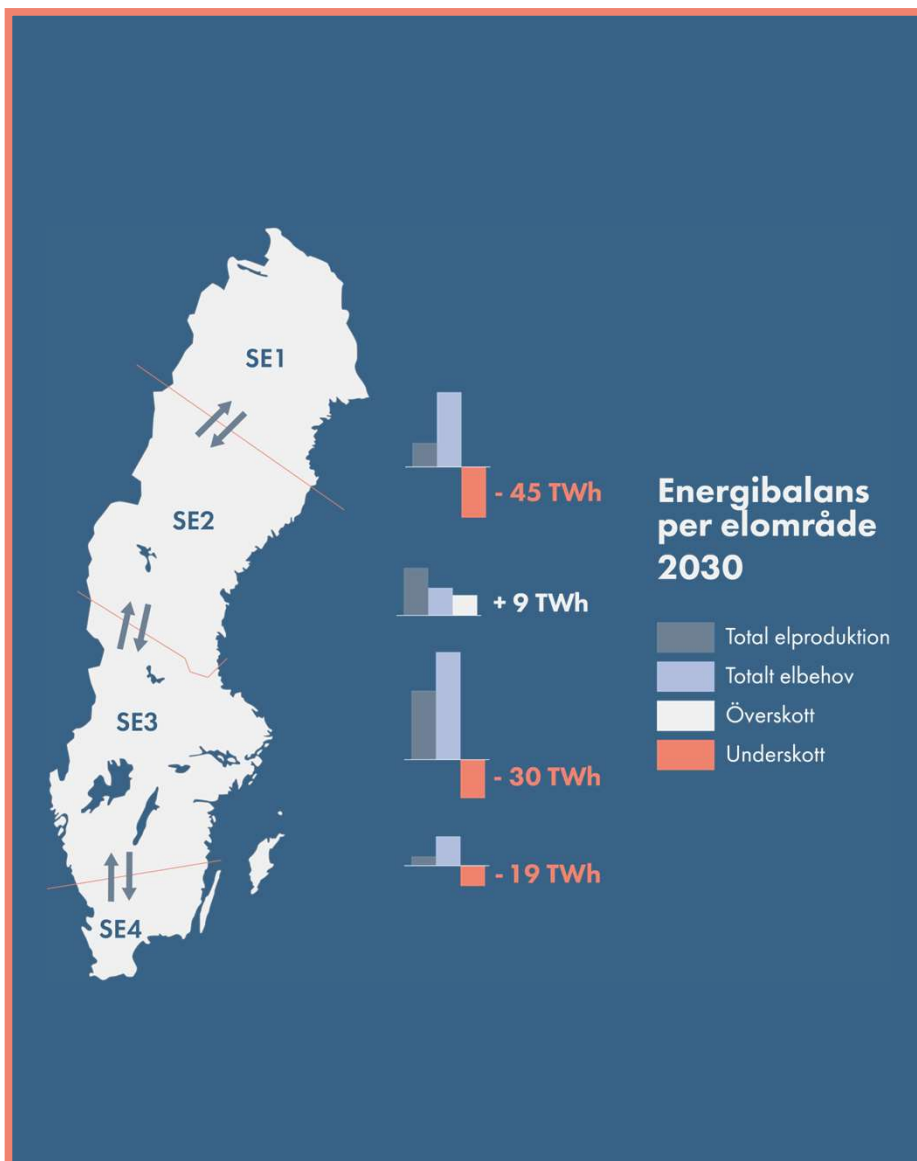 SE1
SE2
SE3
SE4
- 45 TWh
+ 9 TWh
- 30 TWh
- 19 TWh
Energibalans
per elområde
2030
Total elproduktion
Totalt elbehov
Överskott
Underskott